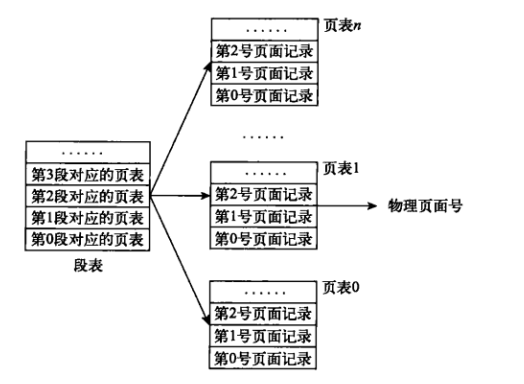 页表n
......
第2号页面记录
第1号页面记录
第0号页面记录
......
......
第3段对应的页表
第2段对应的页表
第1段对应的页表
第0段对应的页表
段表
页表1
......
第2号页面记录
第1号页面记录
第0号页面记录
物理页面号
页表0
......
第2号页面记录
第1号页面记录
第0号页面记录